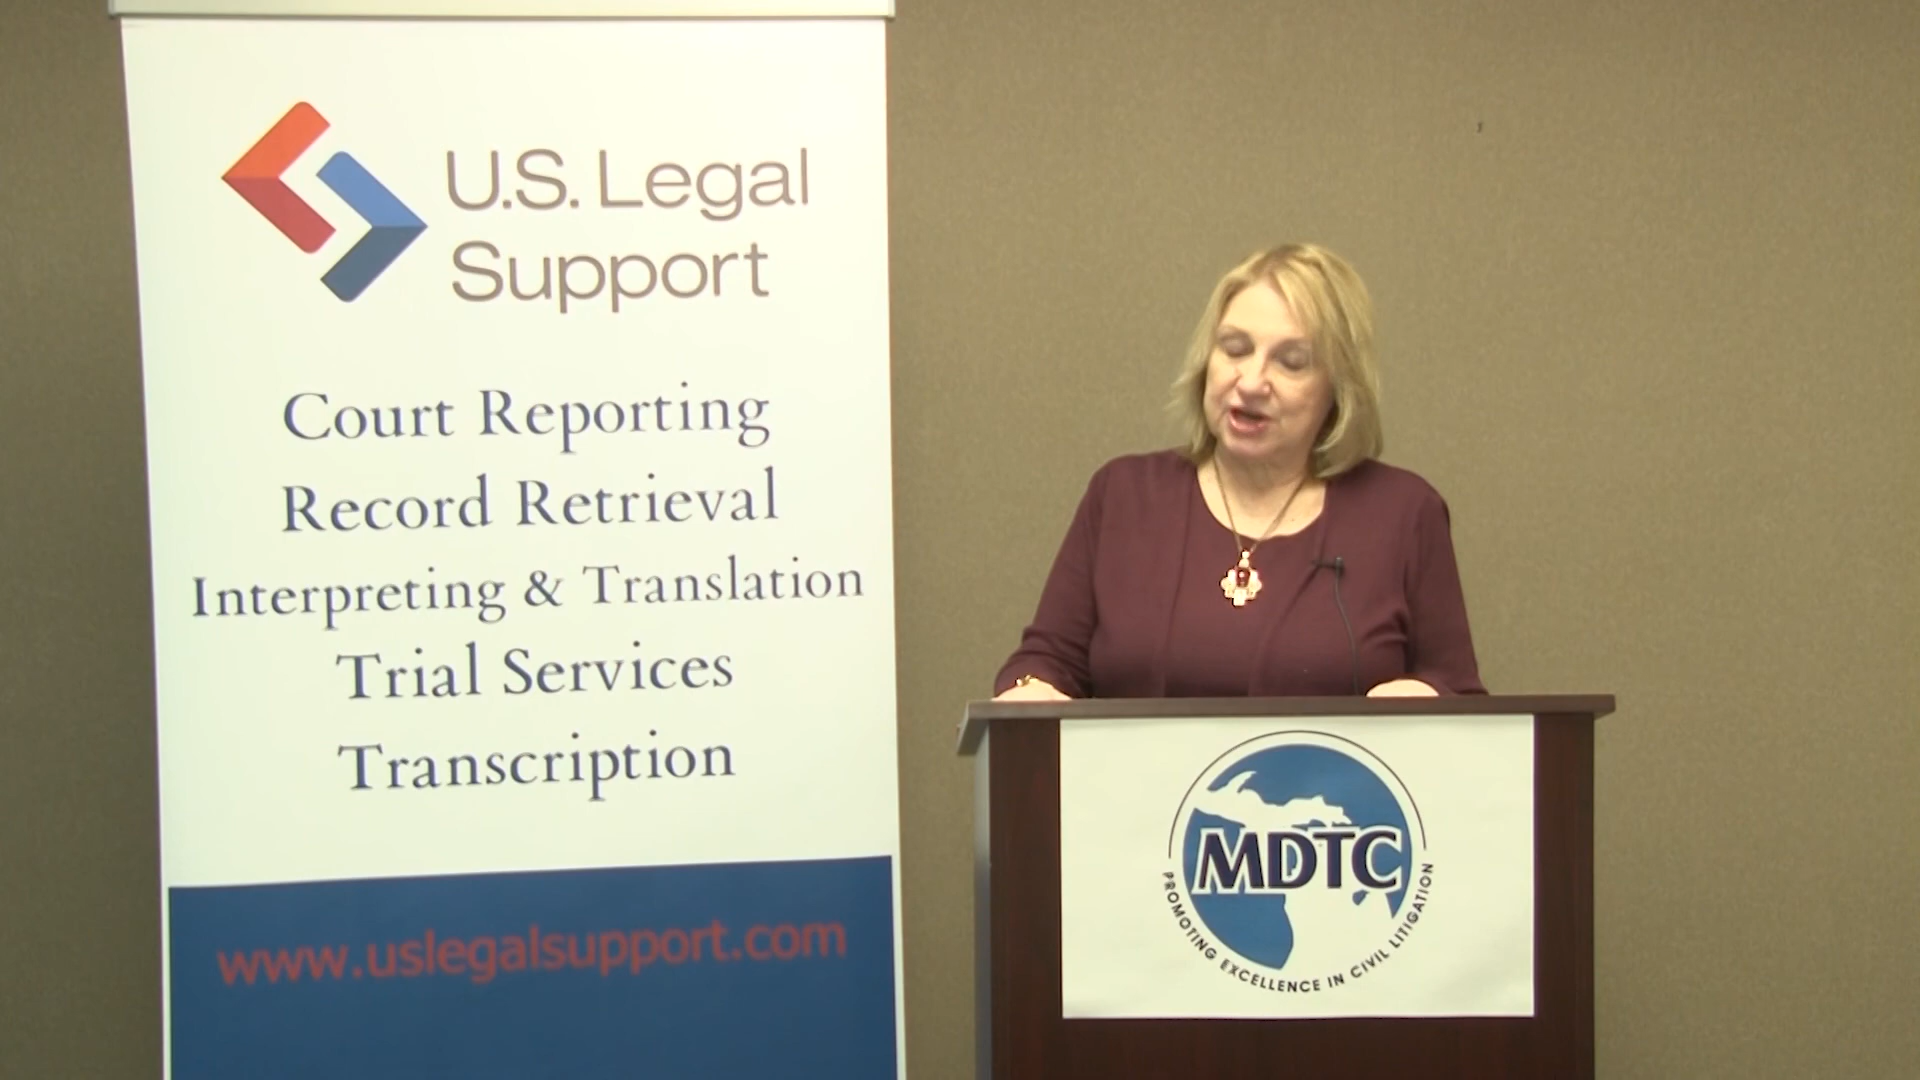 U.S. Legal
Support
Court Reporting
Record Retrieval
Interpreting & Translation
Trial Services
Transcription
www.uslegalsupport.com
MDTC
PROMOTING EXCELLENCE IN CIVIL LITIGATION